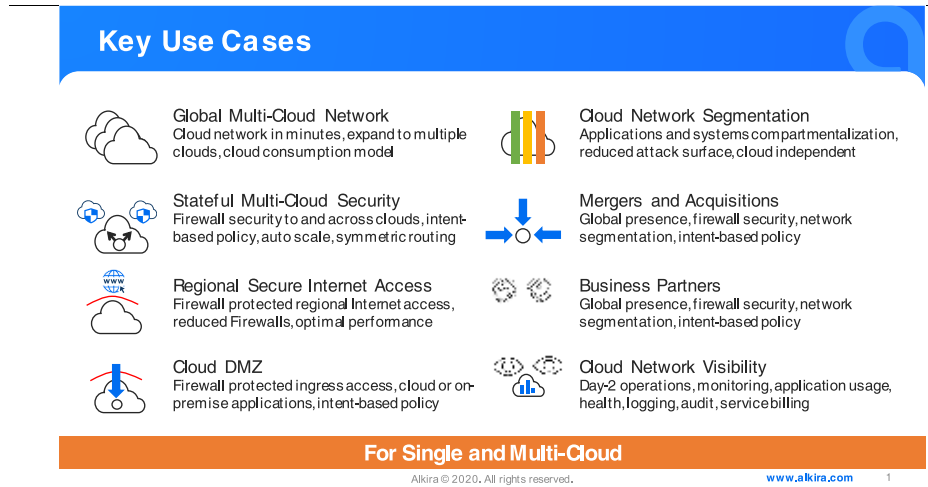 Key Use Cases
Global Multi-Cloud Network
Cloud network in minutes, expand to multiple
clouds, cloud consumption model
Stateful Multi-Cloud Security
Firewall security to and across clouds, intent-
based policy, auto scale, symmetric routing
WWW
Regional Secure Internet Access
Firewall protected regional Internet access,
reduced Firewalls, optimal performance
Cloud DMZ
Firewall protected ingress access, cloud or on-
premise applications, intent-based policy
Cloud Network Segmentation
Applications and systems compartmentalization,
reduced attack surface, cloud independent
Mergers and Acquisitions
Global presence, firewall security, network
segmentation, intent-based policy
Business Partners
Global presence, firewall security, network
segmentation, intent-based policy
Cloud Network Visibility
Day-2 operations, monitoring, application usage,
health, logging, audit, service billing
For Single and Multi-Cloud
Alkira © 2020. All rights reserved.
www.alkira.com
1